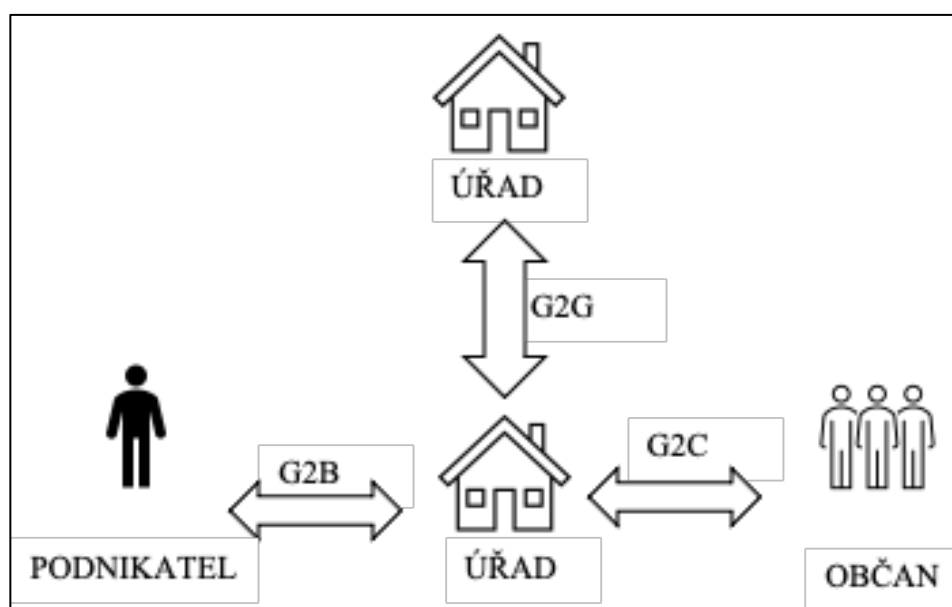 ÚŘAD
G2G
G2B
G2C
PODNIKATEL
ÚŘAD
OBČAN